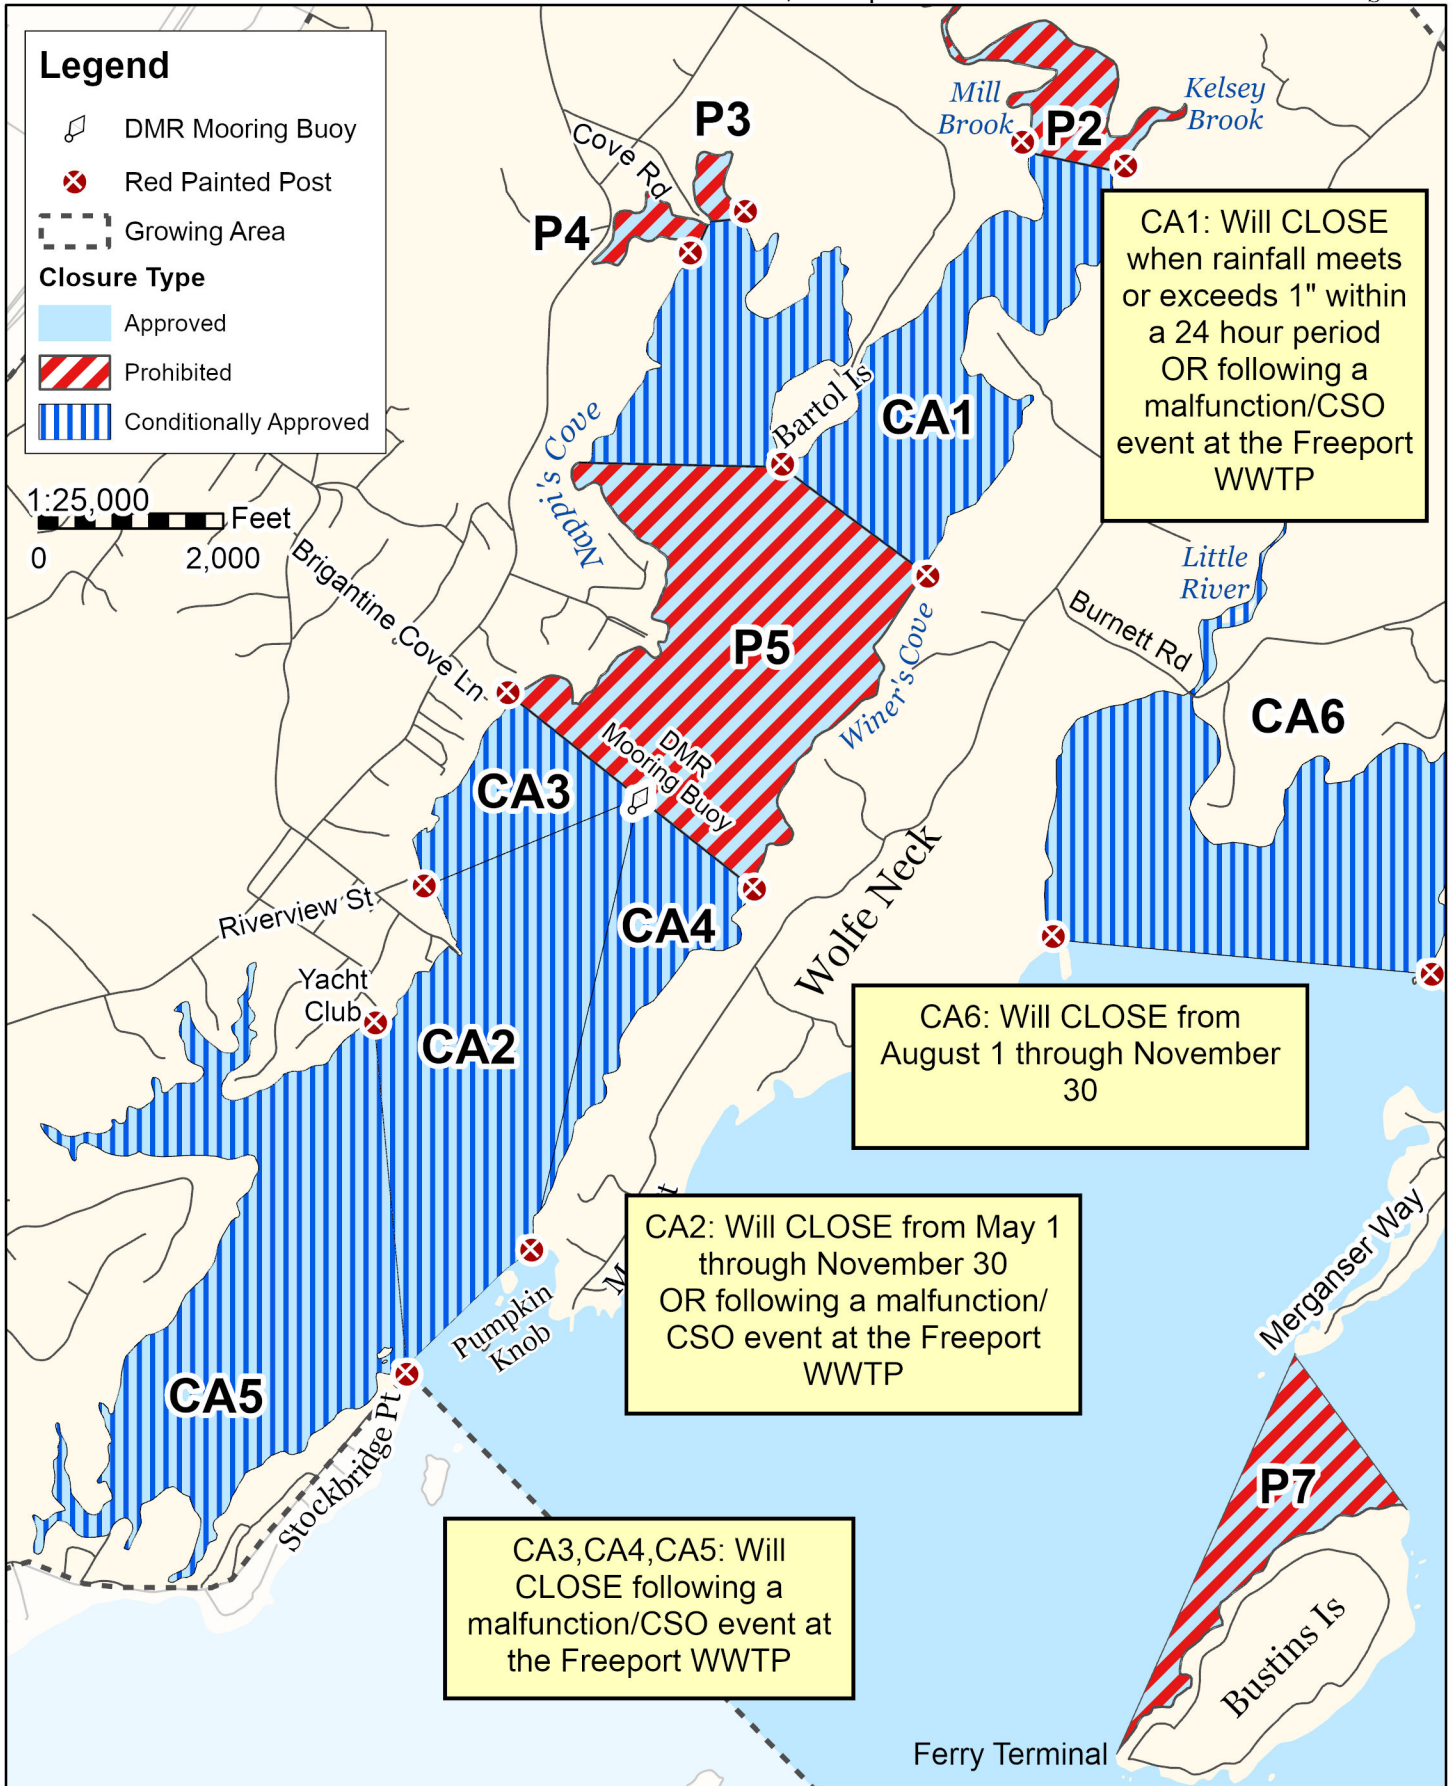 Legend
DMR Mooring Buoy
Red Painted Post
Growing Area
Closure Type
Approved
Prohibited
Conditionally Approved
1:25,000
Feet
0 2,000
P3
Cove Rd
P4
Mill
Brook
P2
Kelsey
Brook
CA1: Will CLOSE
when rainfall meets
or exceeds 1" within
a 24 hour period
OR following a
malfunction/CSO
event at the Freeport
WWTP
Bartol Is
CA1
Nappi's Cove
Brigantine Cove Ln
P5
Winer's Cove
Little
River
Burnett Rd
CA6
DMR
Mooring Buoy
CA3
CA4
Riverview St
Wolfe Neck
Yacht
Club
CA2
CA6: Will CLOSE from
August 1 through November
30
CA2: Will CLOSE from May 1
through November 30
OR following a malfunction/
CSO event at the Freeport
WWTP
Merganser Way
Pumpkin
Knob
CA5
Stockbridge Pt
P7
CA3,CA4,CA5: Will
CLOSE following a
malfunction/CSO event at
the Freeport WWTP
Bustins Is
Ferry Terminal